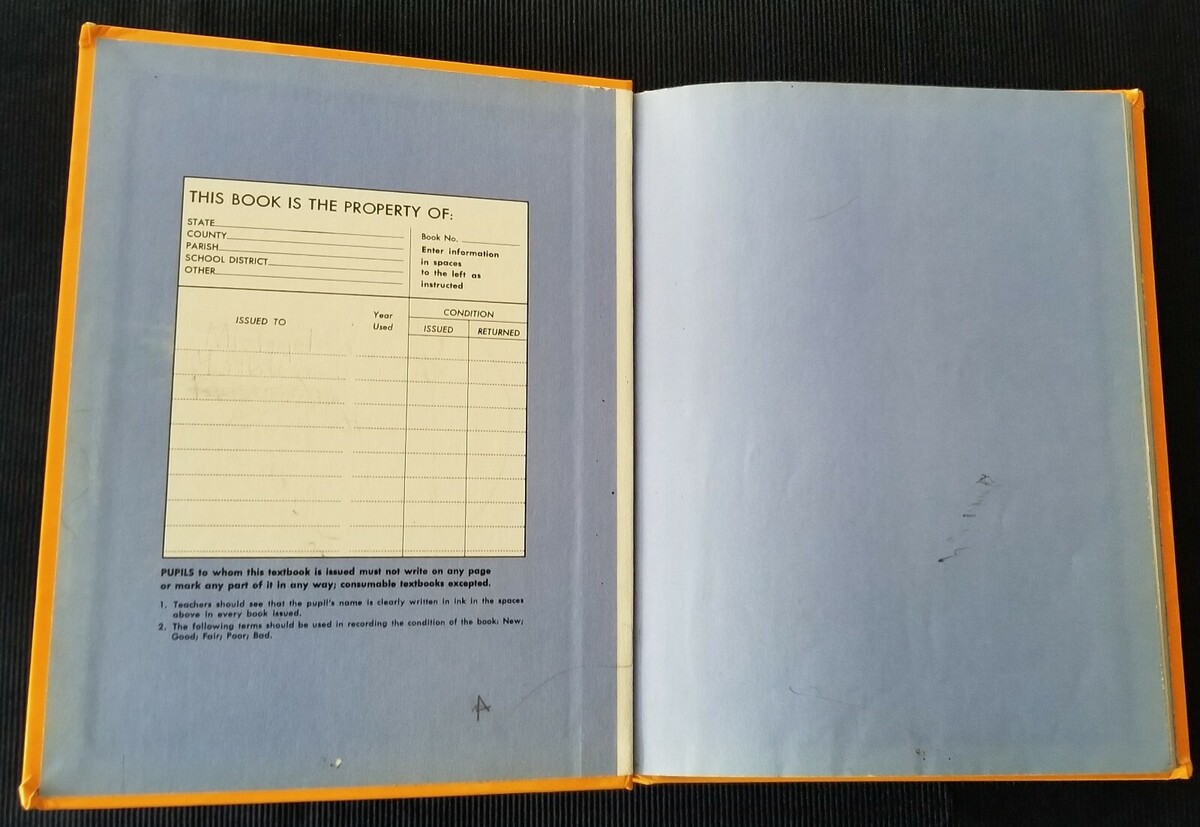 THIS BOOK IS THE PROPERTY OF:
STATE
COUNTY
PARISH
SCHOOL DISTRICT
OTHER
Book No.
Enter information
in spaces
to the left as
instructed
ISSUED TO
Year
Used
CONDITION
ISSUED
RETURNED
PUPILS to whom this textbook is issued must not write on any page
or mark any part of it in any way; consumable textbooks excepted.
1. Teachers should see that the pupil's name is clearly written in ink in the spaces
above in every book issued.
2. The following terms should be used in recording the condition of the book: New;
Good; Fair; Poor; Bad.